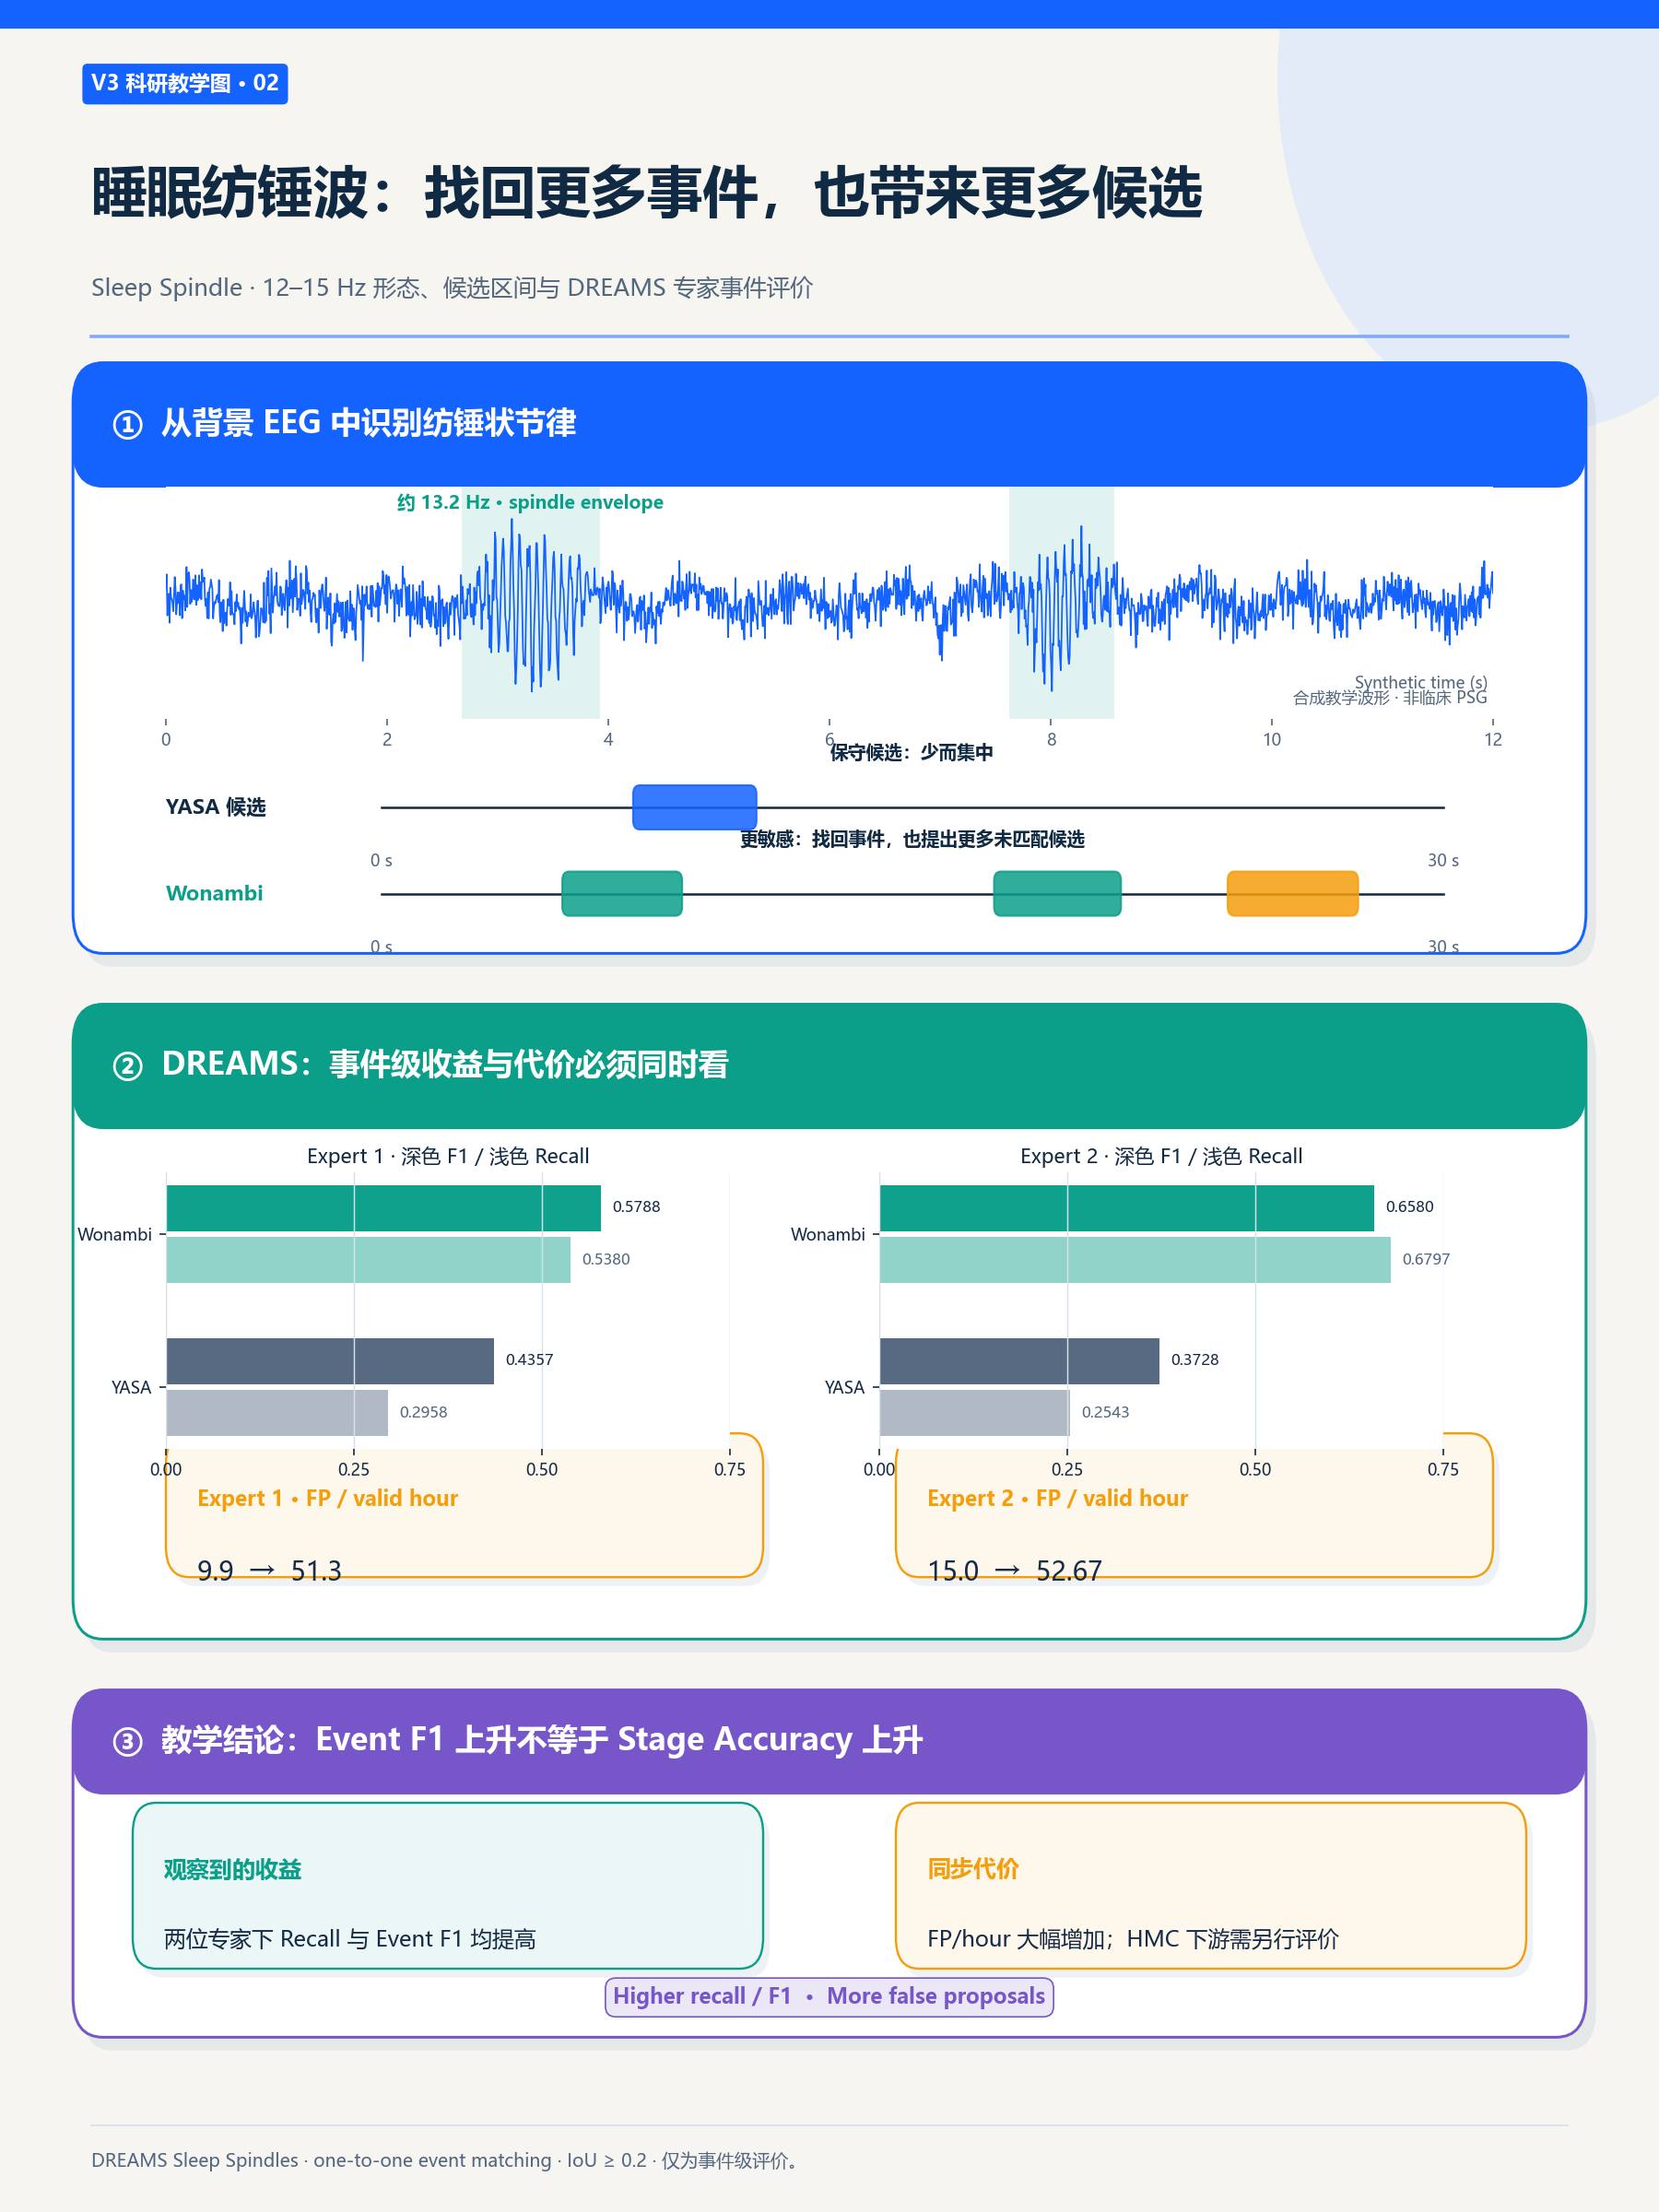 V3 科研教学图 • 02
睡眠纺锤波：找回更多事件，也带来更多候选
Sleep Spindle · 12–15 Hz 形态、候选区间与 DREAMS 专家事件评价
① 从背景 EEG 中识别纺锤状节律
约 13.2 Hz • spindle envelope
Synthetic time (s)
合成教学波形 · 非临床 PSG
0 2 4 6 8 10 12
保守候选：少而集中
YASA 候选
更敏感：找回事件，也提出更多未匹配候选
0 s 30 s
Wonambi
0 s 30 s
② DREAMS：事件级收益与代价必须同时看
Expert 1 · 深色 F1 / 浅色 Recall
Wonambi
0.5788
0.5380
YASA
0.4357
0.2958
0.00 0.25 0.50 0.75
Expert 1 • FP / valid hour
9.9 → 51.3
Expert 2 · 深色 F1 / 浅色 Recall
Wonambi
0.6580
0.6797
YASA
0.3728
0.2543
0.00 0.25 0.50 0.75
Expert 2 • FP / valid hour
15.0 → 52.67
③ 教学结论：Event F1 上升不等于 Stage Accuracy 上升
观察到的收益
两位专家下 Recall 与 Event F1 均提高
同步代价
FP/hour 大幅增加；HMC 下游需另行评价
Higher recall / F1 • More false proposals
DREAMS Sleep Spindles · one-to-one event matching · IoU ≥ 0.2 · 仅为事件级评价。